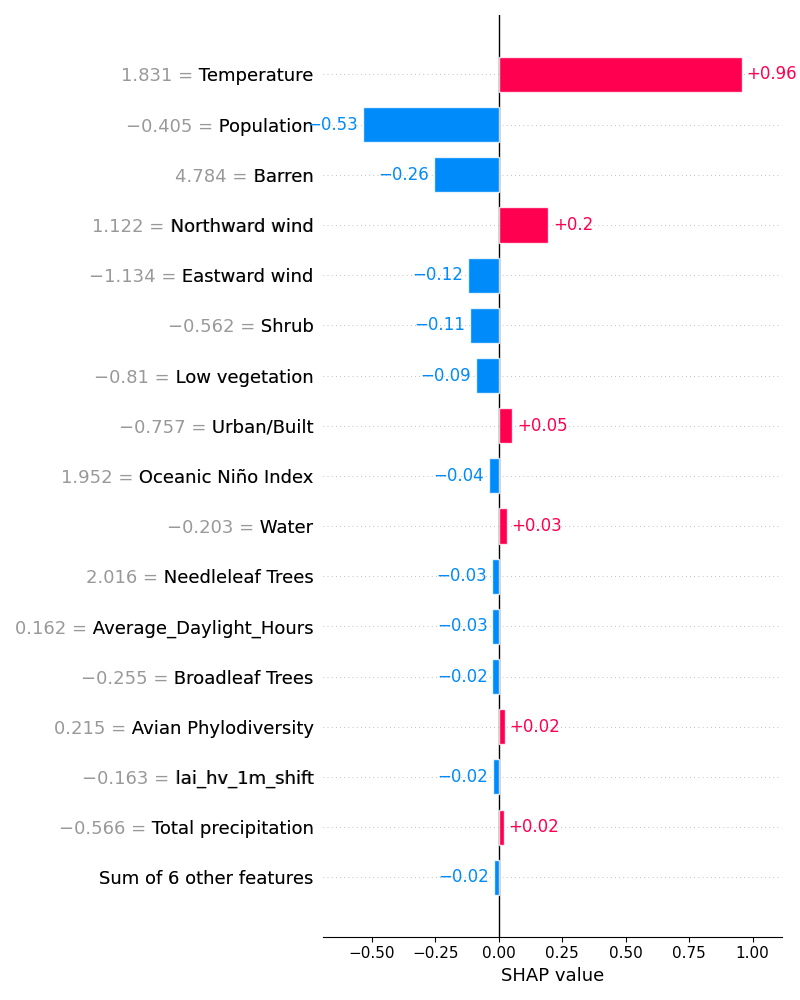 1.831 = Temperature +0.96
−0.405 = Population −0.53
4.784 = Barren −0.26
1.122 = Northward wind +0.2
−1.134 = Eastward wind −0.12
−0.562 = Shrub −0.11
−0.81 = Low vegetation −0.09
−0.757 = Urban/Built +0.05
1.952 = Oceanic Niño Index −0.04
−0.203 = Water +0.03
2.016 = Needleleaf Trees −0.03
0.162 = Average_Daylight_Hours −0.03
−0.255 = Broadleaf Trees −0.02
0.215 = Avian Phylodiversity +0.02
−0.163 = lai_hv_1m_shift −0.02
−0.566 = Total precipitation +0.02
Sum of 6 other features −0.02
−0.50 −0.25 0.00 0.25 0.50 0.75 1.00
SHAP value